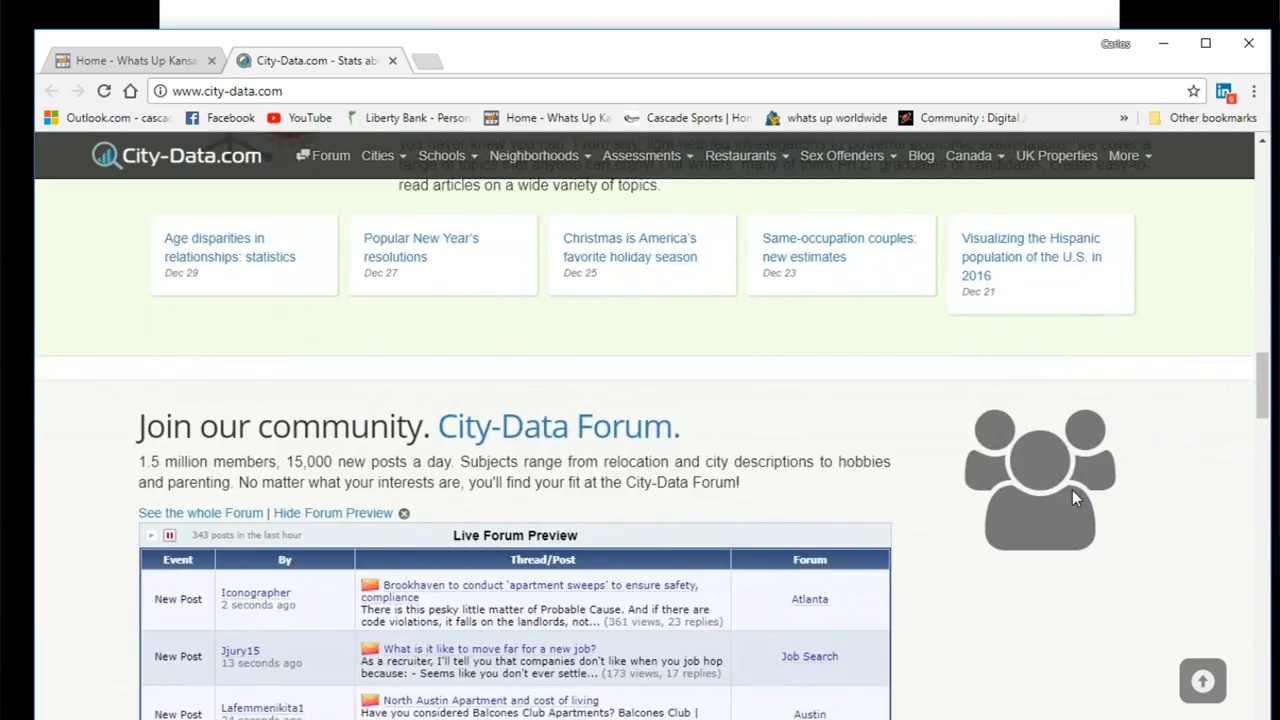 Carlos
Home - Whats Up Kansa
City-Data.com - Stats ab
www.city-data.com
Outlook.com - casca
Facebook
YouTube
Liberty Bank - Person
Home - Whats Up Ka
Cascade Sports | Hom
whats up worldwide
Community : Digital J
»
Other bookmarks
in
9
City-Data.com
Forum
Cities
Schools
Neighborhoods
Assessments
Restaurants
Sex Offenders
Blog
Canada
UK Properties
More
read articles on a wide variety of topics.
Age disparities in
relationships: statistics
Dec 29
Popular New Year's
resolutions
Dec 27
Christmas is America's
favorite holiday season
Dec 25
Same-occupation couples:
new estimates
Dec 23
Visualizing the Hispanic
population of the U.S. in
2016
Dec 21
Join our community. City-Data Forum.
1.5 million members, 15,000 new posts a day. Subjects range from relocation and city descriptions to hobbies
and parenting. No matter what your interests are, you'll find your fit at the City-Data Forum!
See the whole Forum | Hide Forum Preview
343 posts in the last hour
Live Forum Preview
Event
By
Thread/Post
Forum
New Post
Iconographer
2 seconds ago
Brookhaven to conduct 'apartment sweeps' to ensure safety,
compliance
There is this pesky little matter of Probable Cause. And if there are
code violations, it falls on the landlords, not... (361 views, 23 replies)
Atlanta
New Post
Jjury15
13 seconds ago
What is it like to move far for a new job?
As a recruiter, I'll tell you that companies don't like when you job hop
because: - Seems like you don't ever settle... (173 views, 17 replies)
Job Search
New Post
Lafemmenikita1
North Austin Apartment and cost of living
Have you considered Balcones Club Apartments? Balcones Club |
Austin